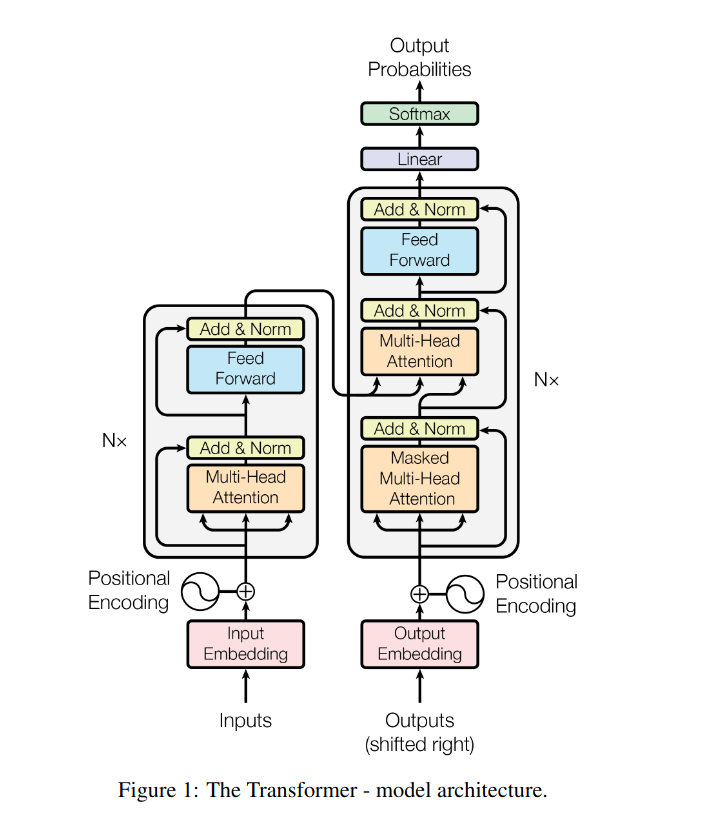 Output
Probabilities
Softmax
Linear
Add & Norm
Feed
Forward
Add & Norm
Multi-Head
Attention
Add & Norm
Masked
Multi-Head
Attention
Nx
Positional
Encoding
Output
Embedding
Outputs
(shifted right)
Add & Norm
Feed
Forward
Add & Norm
Multi-Head
Attention
Nx
Positional
Encoding
Input
Embedding
Inputs
Figure 1: The Transformer - model architecture.